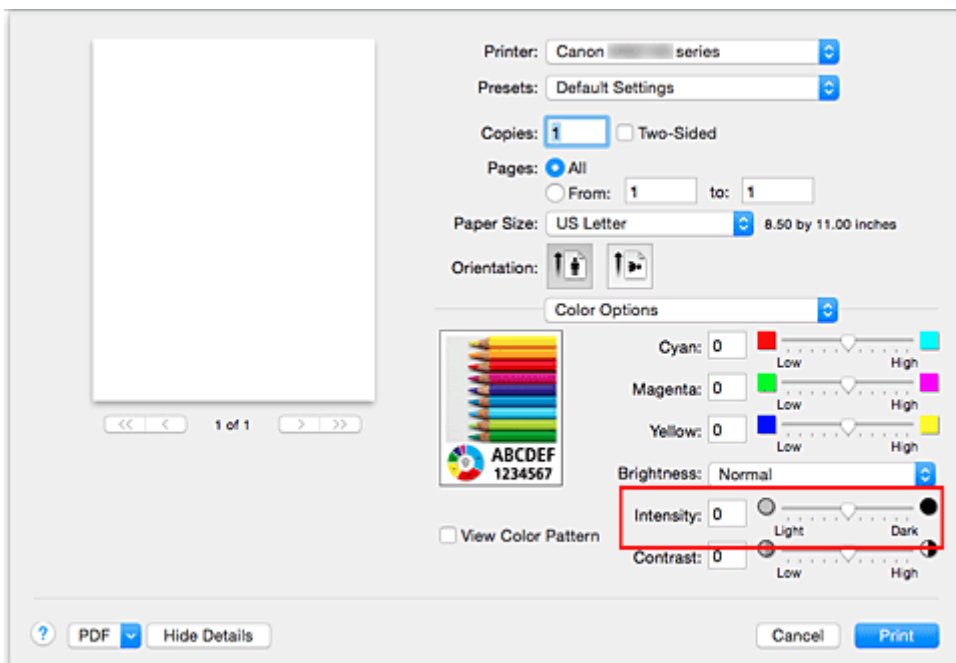 Printer: Canon series
Presets: Default Settings
Copies: 1 Two-Sided
Pages: All
From: 1 to: 1
Paper Size: US Letter 8.50 by 11.00 inches
Orientation:
Color Options
Cyan: 0
Low High
Magenta: 0
Low High
Yellow: 0
Low High
ABCDEF
1234567
Brightness: Normal
Intensity: 0
Light Dark
View Color Pattern
Contrast: 0
Low High
<< < 1 of 1 > >>
? PDF Hide Details Cancel Print